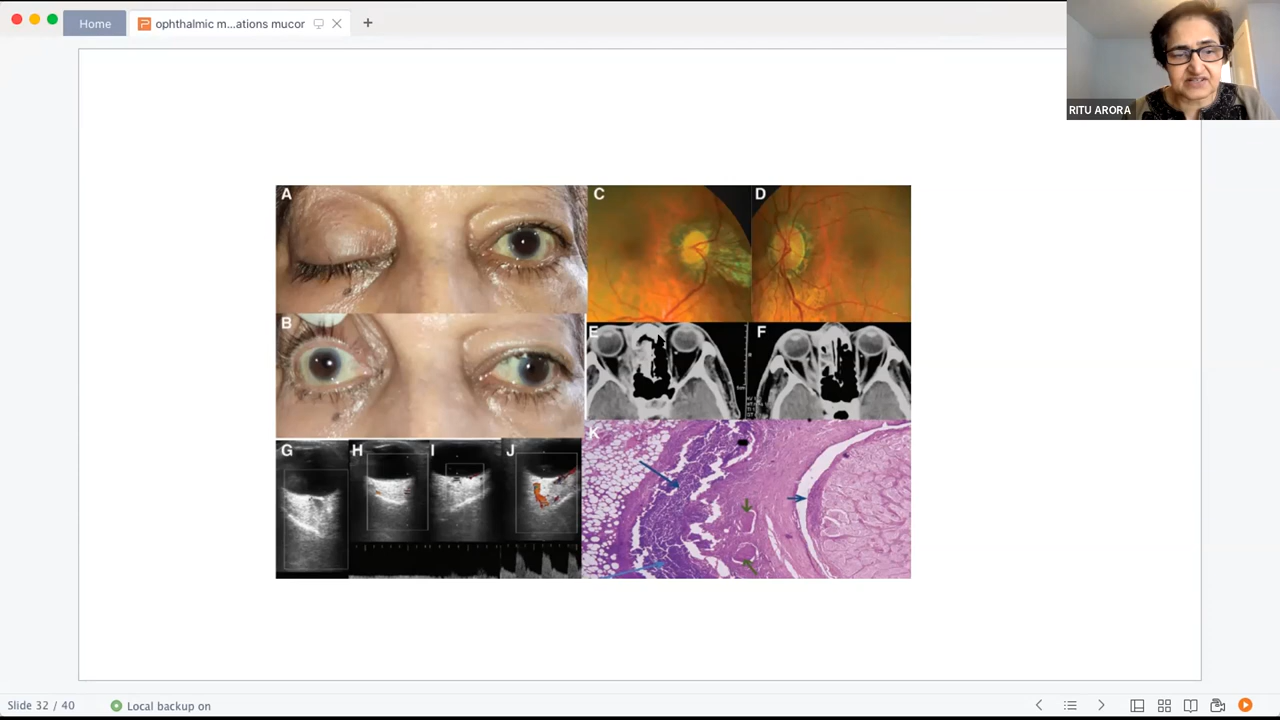 Home
ophthalmic m...ations mucor
RITU ARORA
A
B
C
D
E
F
G
H
I
J
K
Slide 32 / 40
Local backup on